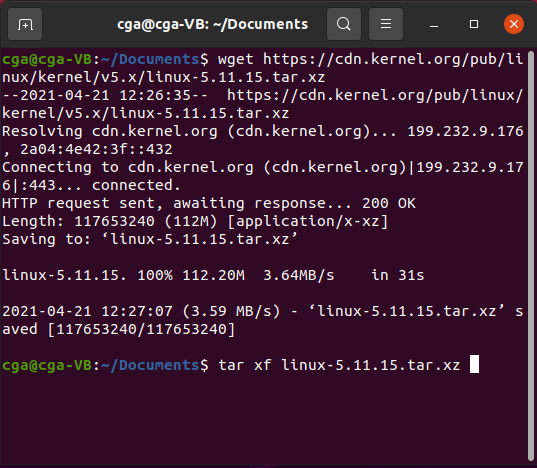 cga@cga-VB: ~/Documents
cga@cga-VB:~/Documents$ wget https://cdn.kernel.org/pub/li
nux/kernel/v5.x/linux-5.11.15.tar.xz
--2021-04-21 12:26:35--  https://cdn.kernel.org/pub/linux/
kernel/v5.x/linux-5.11.15.tar.xz
Resolving cdn.kernel.org (cdn.kernel.org)... 199.232.9.176
, 2a04:4e42:3f::432
Connecting to cdn.kernel.org (cdn.kernel.org)|199.232.9.17
6|:443... connected.
HTTP request sent, awaiting response... 200 OK
Length: 117653240 (112M) [application/x-xz]
Saving to: ‘linux-5.11.15.tar.xz’
linux-5.11.15. 100% 112.20M  3.64MB/s    in 31s
2021-04-21 12:27:07 (3.59 MB/s) - ‘linux-5.11.15.tar.xz’ s
aved [117653240/117653240]
cga@cga-VB:~/Documents$ tar xf linux-5.11.15.tar.xz